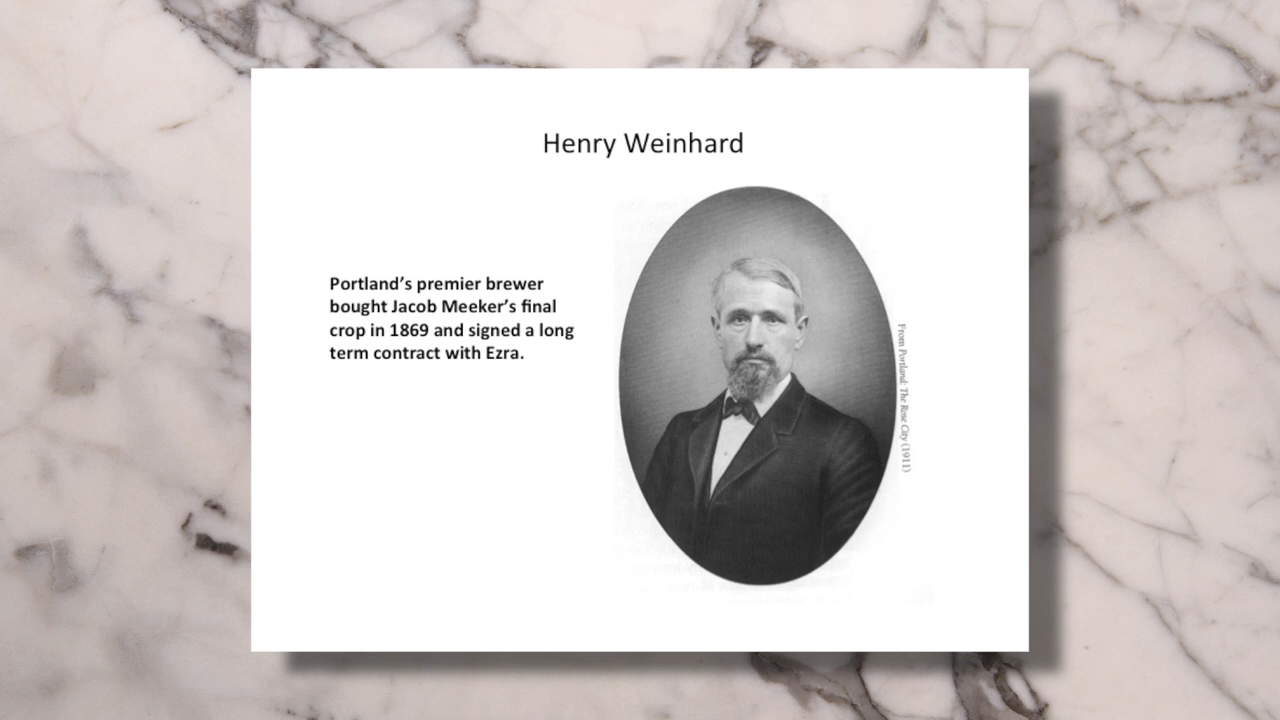 Henry Weinhard
Portland’s premier brewer
bought Jacob Meeker’s final
crop in 1869 and signed a long
term contract with Ezra.
From Portland: The Rose City (1911)